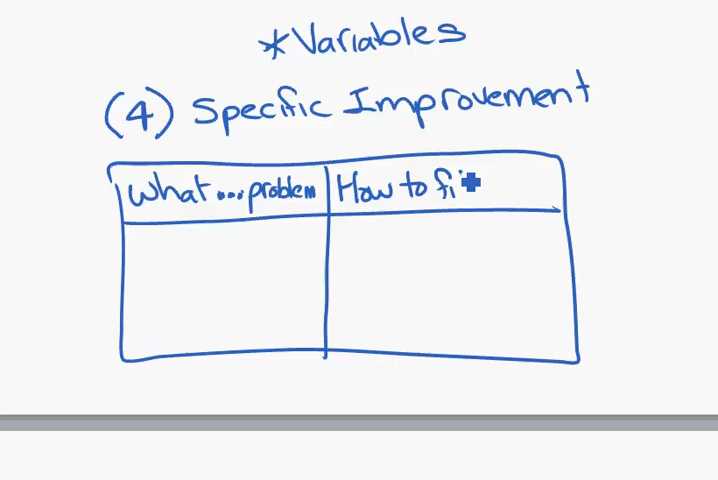 *Variables
(4) Specific Improvement
What...problem
How to fi